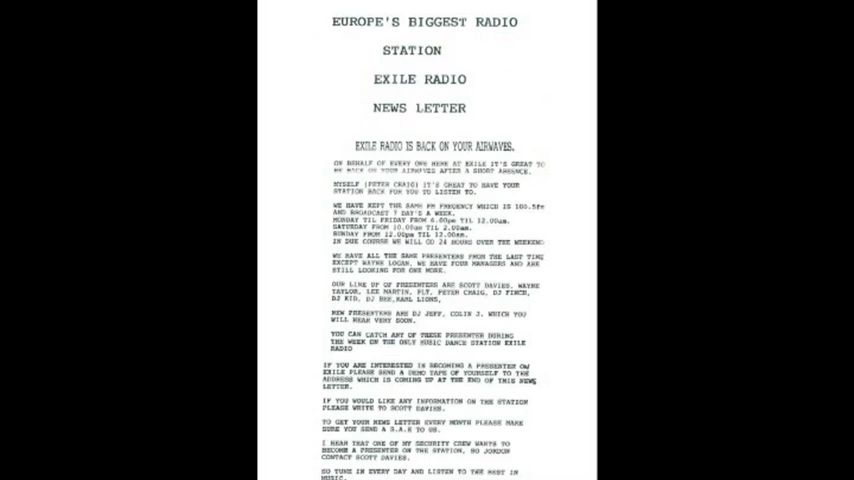 EUROPE'S BIGGEST RADIO
STATION
EXILE RADIO
NEWS LETTER
EXILE RADIO IS BACK ON YOUR AIRWAVES.
ON BEHALF OF EVERY ONE HERE AT EXILE IT'S GREAT TO
BE BACK ON YOUR AIRWAVES AFTER A SHORT ABSENCE.
MYSELF (PETER CRAIG) IT'S GREAT TO HAVE YOUR
STATION BACK FOR YOU TO LISTEN TO.
WE HAVE KEPT THE SAME FM FREQENCY WHICH IS 100.5fm
AND BROADCAST 7 DAY'S A WEEK.
MONDAY TIL FRIDAY FROM 6.00pm TIL 12.00am.
SATURDAY FROM 10.00am TIL 2.00am.
SUNDAY FROM 12.00pm TIL 12.00am.
IN DUE COURSE WE WILL GO 24 HOURS OVER THE WEEKEND
WE HAVE ALL THE SAME PRESENTERS FROM THE LAST TIME
EXCEPT WAYNE LOGAN. WE HAVE FOUR MANAGERS AND ARE
STILL LOOKING FOR ONE MORE.
OUR LINE UP OF PRESENTERS ARE SCOTT DAVIES, WAYNE
TAYLOR, LEE MARTIN, PETER CRAIG, DJ FINCH,
DJ KID, DJ KARL LIONS,
NEW PRESENTERS ARE DJ JEFF, COLIN J. WHICH YOU
WILL HEAR VERY SOON.
YOU CAN CATCH ANY OF THESE PRESENTER DURING
THE WEEK ON THE ONLY MUSIC DANCE STATION EXILE
RADIO
IF YOU ARE INTERESTED IN BECOMING A PRESENTER ON
EXILE PLEASE SEND A DEMO TAPE OF YOURSELF TO THE
ADDRESS WHICH IS COMING UP AT THE END OF THIS NEWS
LETTER.
IF YOU WOULD LIKE ANY INFORMATION ON THE STATION
PLEASE WRITE TO SCOTT DAVIES.
TO GET YOUR NEWS LETTER EVERY MONTH PLEASE MAKE
SURE YOU SEND A S.A.E TO US.
I HEAR THAT ONE OF MY SECURITY CREW WANTS TO
BECOME A PRESENTER ON THE STATION, SO JORDON
CONTACT SCOTT DAVIES.
SO TUNE IN EVERY DAY AND LISTEN TO THE BEST IN
MUSIC.